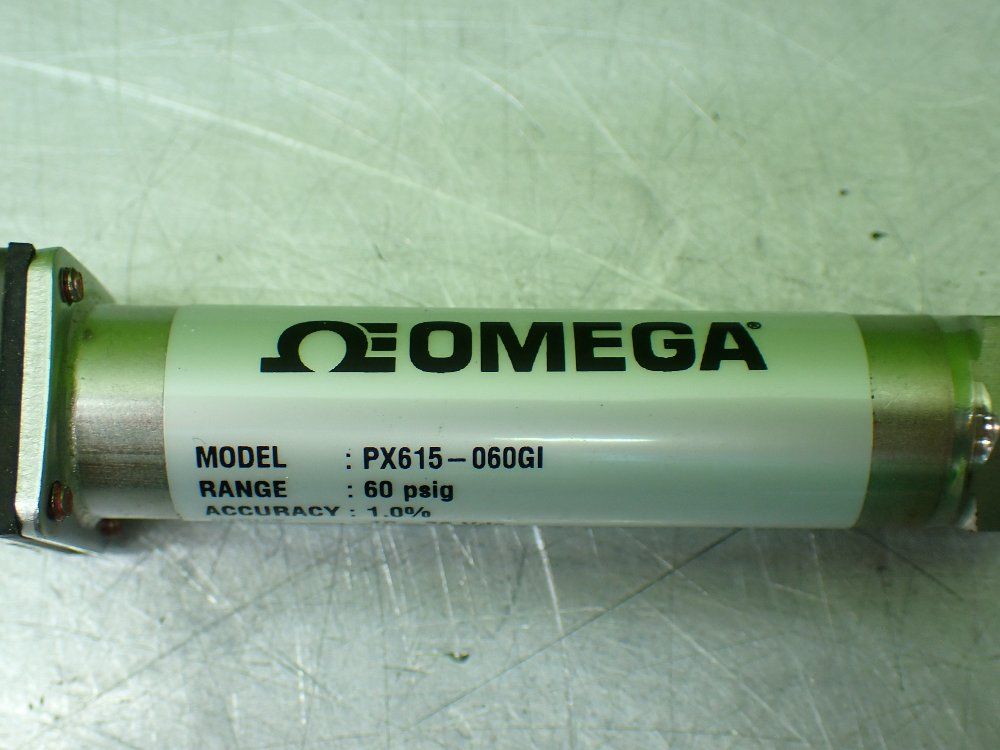 OMEGA®
MODEL : PX615-060GI
RANGE : 60 psig
ACCURACY : 1.0%